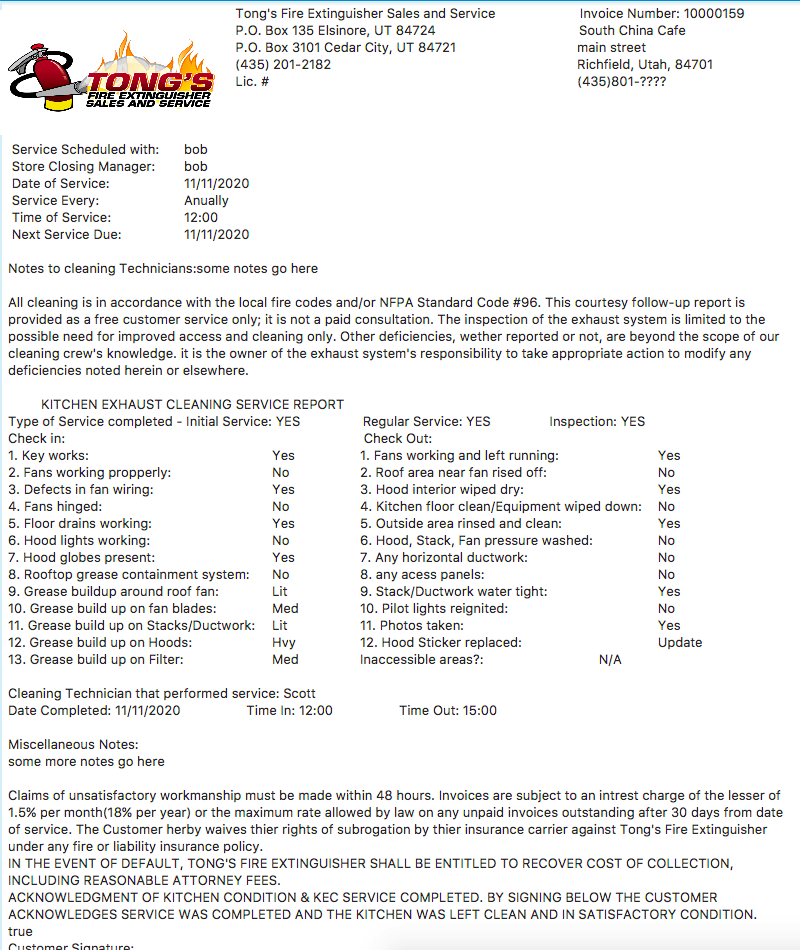 Tong's Fire Extinguisher Sales and Service
P.O. Box 135 Elsinore, UT 84724
P.O. Box 3101 Cedar City, UT 84721
(435) 201-2182
Lic. #
Invoice Number: 10000159
South China Cafe
main street
Richfield, Utah, 84701
(435)801-????
TONG'S
FIRE EXTINGUISHER
SALES AND SERVICE
Service Scheduled with: bob
Store Closing Manager: bob
Date of Service: 11/11/2020
Service Every: Anually
Time of Service: 12:00
Next Service Due: 11/11/2020
Notes to cleaning Technicians:some notes go here
All cleaning is in accordance with the local fire codes and/or NFPA Standard Code #96. This courtesy follow-up report is
provided as a free customer service only; it is not a paid consultation. The inspection of the exhaust system is limited to the
possible need for improved access and cleaning only. Other deficiencies, wether reported or not, are beyond the scope of our
cleaning crew's knowledge. it is the owner of the exhaust system's responsibility to take appropriate action to modify any
deficiencies noted herein or elsewhere.
KITCHEN EXHAUST CLEANING SERVICE REPORT
Type of Service completed - Initial Service: YES Regular Service: YES Inspection: YES
Check in: Check Out:
1. Key works: Yes 1. Fans working and left running: Yes
2. Fans working propperly: No 2. Roof area near fan rised off: No
3. Defects in fan wiring: Yes 3. Hood interior wiped dry: Yes
4. Fans hinged: No 4. Kitchen floor clean/Equipment wiped down: No
5. Floor drains working: Yes 5. Outside area rinsed and clean: Yes
6. Hood lights working: No 6. Hood, Stack, Fan pressure washed: No
7. Hood globes present: Yes 7. Any horizontal ductwork: No
8. Rooftop grease containment system: No 8. any acess panels: No
9. Grease buildup around roof fan: Lit 9. Stack/Ductwork water tight: Yes
10. Grease build up on fan blades: Med 10. Pilot lights reignited: No
11. Grease build up on Stacks/Ductwork: Lit 11. Photos taken: Yes
12. Grease build up on Hoods: Hvy 12. Hood Sticker replaced: Update
13. Grease build up on Filter: Med Inaccessible areas?: N/A
Cleaning Technician that performed service: Scott
Date Completed: 11/11/2020 Time In: 12:00 Time Out: 15:00
Miscellaneous Notes:
some more notes go here
Claims of unsatisfactory workmanship must be made within 48 hours. Invoices are subject to an intrest charge of the lesser of
1.5% per month(18% per year) or the maximum rate allowed by law on any unpaid invoices outstanding after 30 days from date
of service. The Customer herby waives thier rights of subrogation by thier insurance carrier against Tong's Fire Extinguisher
under any fire or liability insurance policy.
IN THE EVENT OF DEFAULT, TONG'S FIRE EXTINGUISHER SHALL BE ENTITLED TO RECOVER COST OF COLLECTION,
INCLUDING REASONABLE ATTORNEY FEES.
ACKNOWLEDGMENT OF KITCHEN CONDITION & KEC SERVICE COMPLETED. BY SIGNING BELOW THE CUSTOMER
ACKNOWLEDGES SERVICE WAS COMPLETED AND THE KITCHEN WAS LEFT CLEAN AND IN SATISFACTORY CONDITION.
true
Customer Signature: